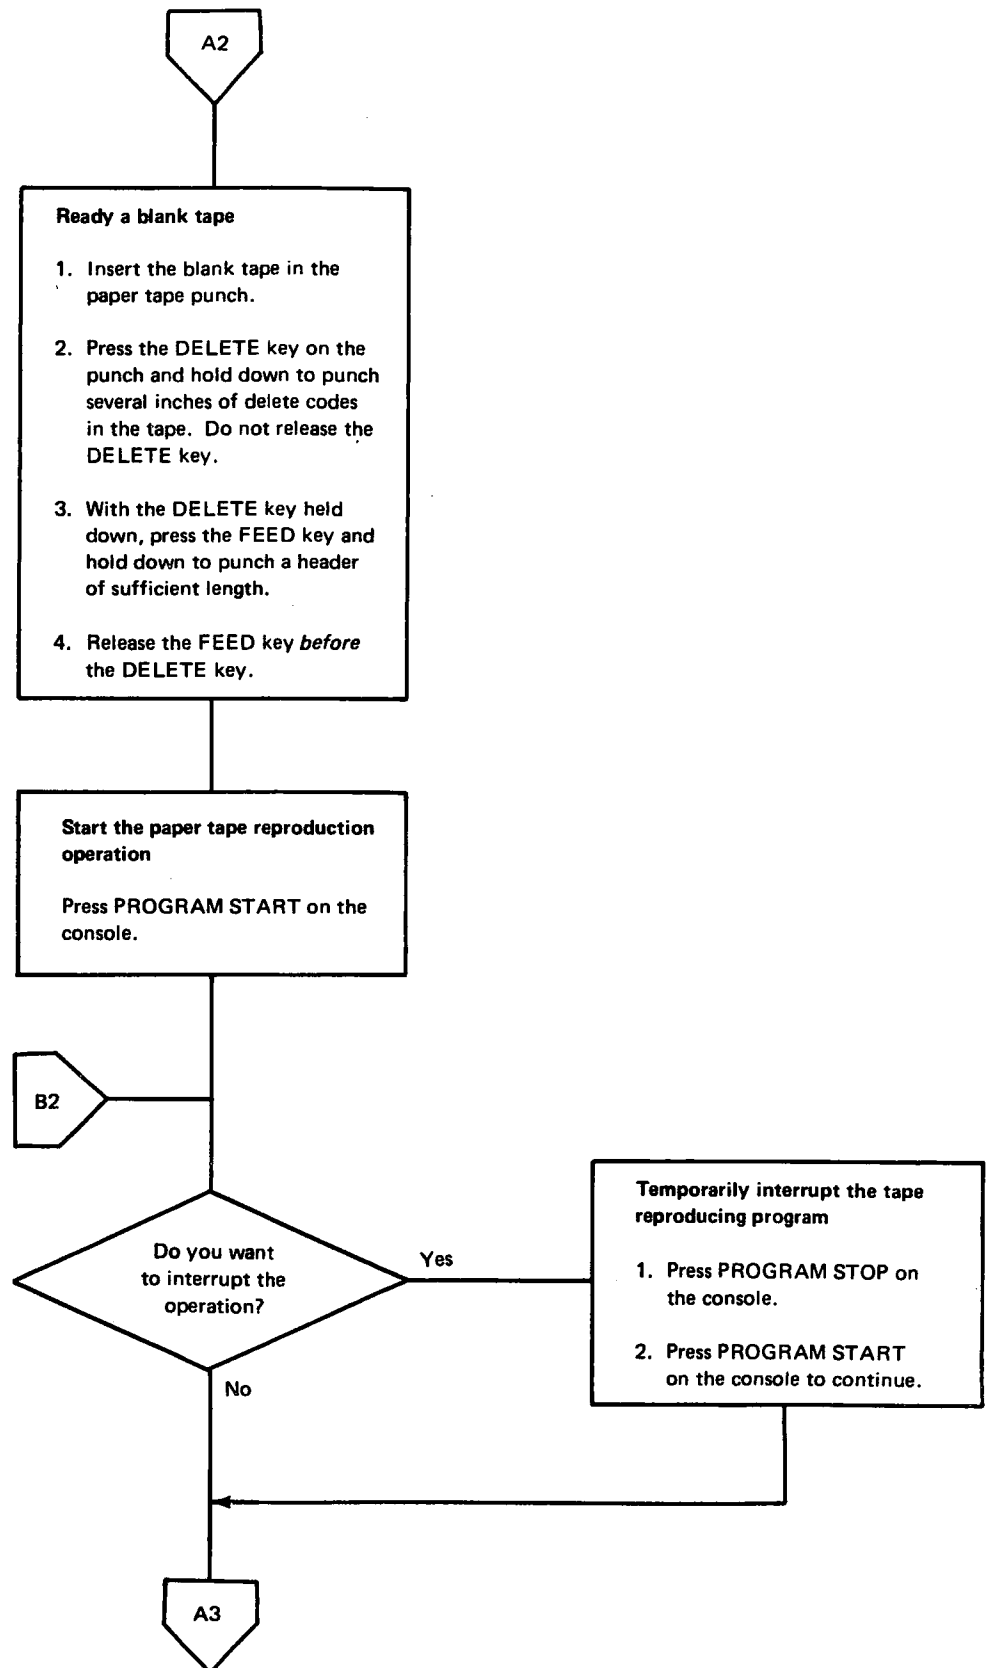 A2
Ready a blank tape
1. Insert the blank tape in the
paper tape punch.
2. Press the DELETE key on the
punch and hold down to punch
several inches of delete codes
in the tape. Do not release the
DELETE key.
3. With the DELETE key held
down, press the FEED key and
hold down to punch a header
of sufficient length.
4. Release the FEED key before
the DELETE key.
Start the paper tape reproduction
operation
Press PROGRAM START on the
console.
B2
Do you want
to interrupt the
operation?
Yes
No
Temporarily interrupt the tape
reproducing program
1. Press PROGRAM STOP on
the console.
2. Press PROGRAM START
on the console to continue.
A3